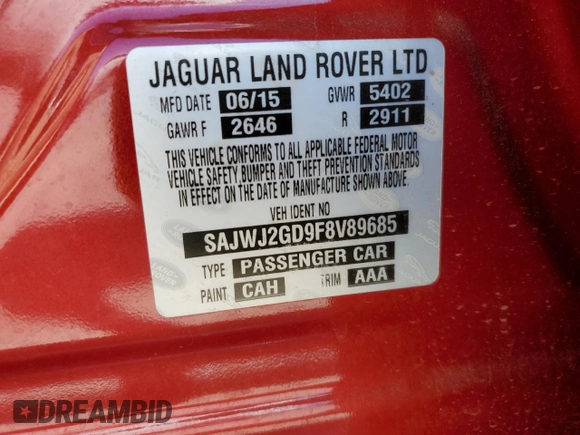 JAGUAR LAND ROVER LTD
MFD DATE 06/15 GVWR 5402
GAWR F 2646 R 2911
THIS VEHICLE CONFORMS TO ALL APPLICABLE FEDERAL MOTOR
VEHICLE SAFETY BUMPER AND THEFT PREVENTION STANDARDS
IN EFFECT ON THE DATE OF MANUFACTURE SHOWN ABOVE.
VEH IDENT NO
SAJWJ2GD9F8V89685
TYPE PASSENGER CAR
PAINT CAH TRIM AAA
DREAMBID